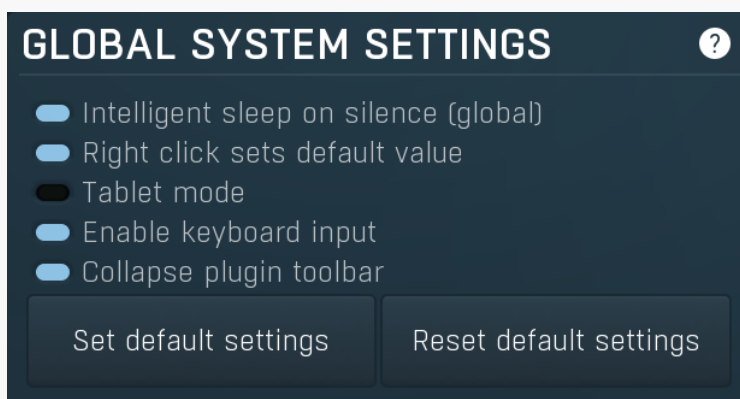 GLOBAL SYSTEM SETTINGS ?
Intelligent sleep on silence (global)
Right click sets default value
Tablet mode
Enable keyboard input
Collapse plugin toolbar
Set default settings Reset default settings